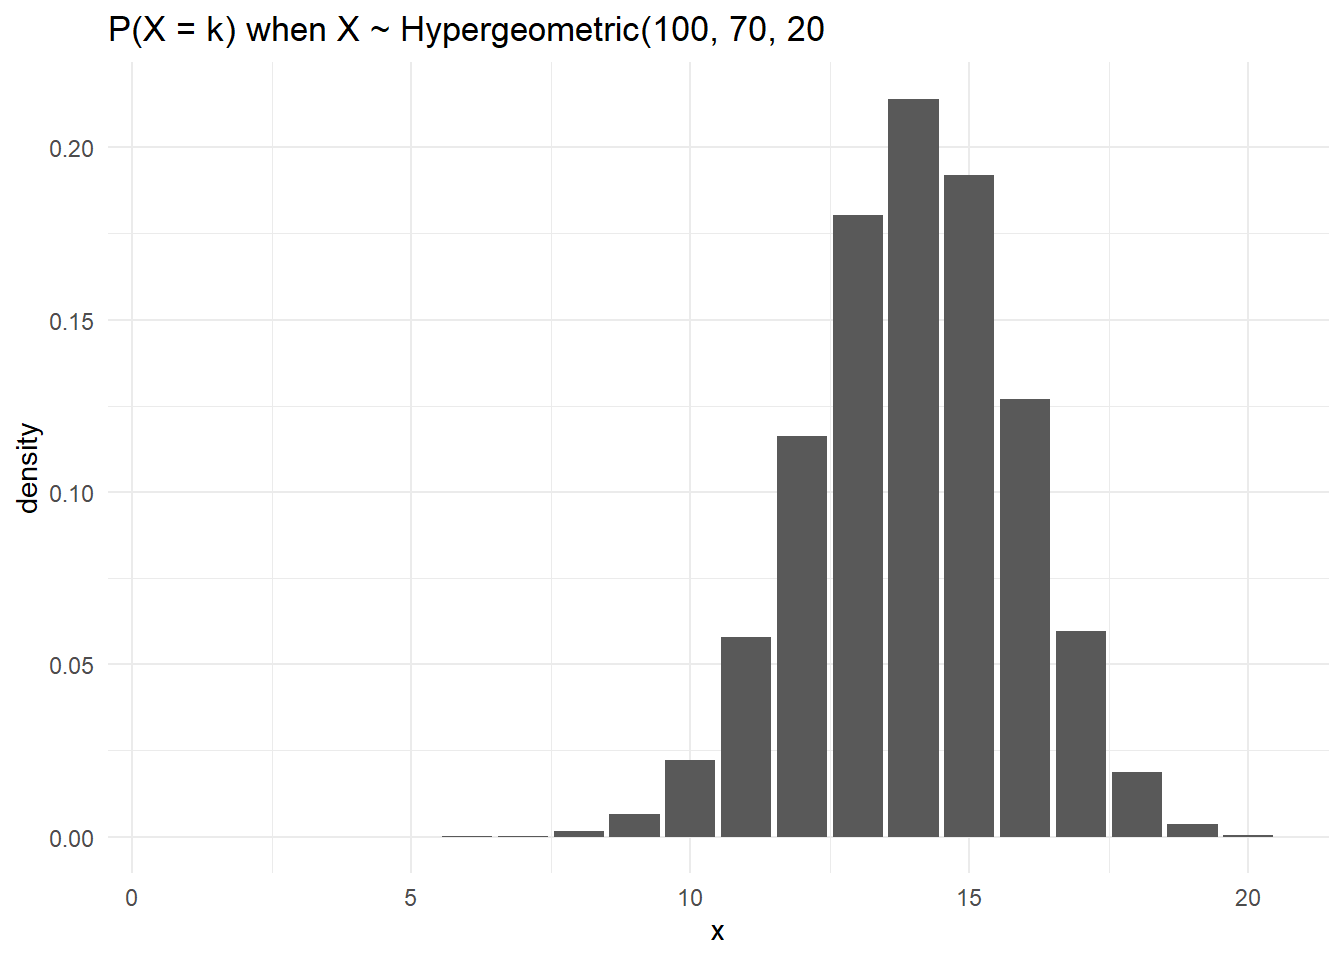 P(X = k) when X ~ Hypergeometric(100, 70, 20
0.20
0.15
0.10
0.05
0.00
density
0 5 10 15 20
x